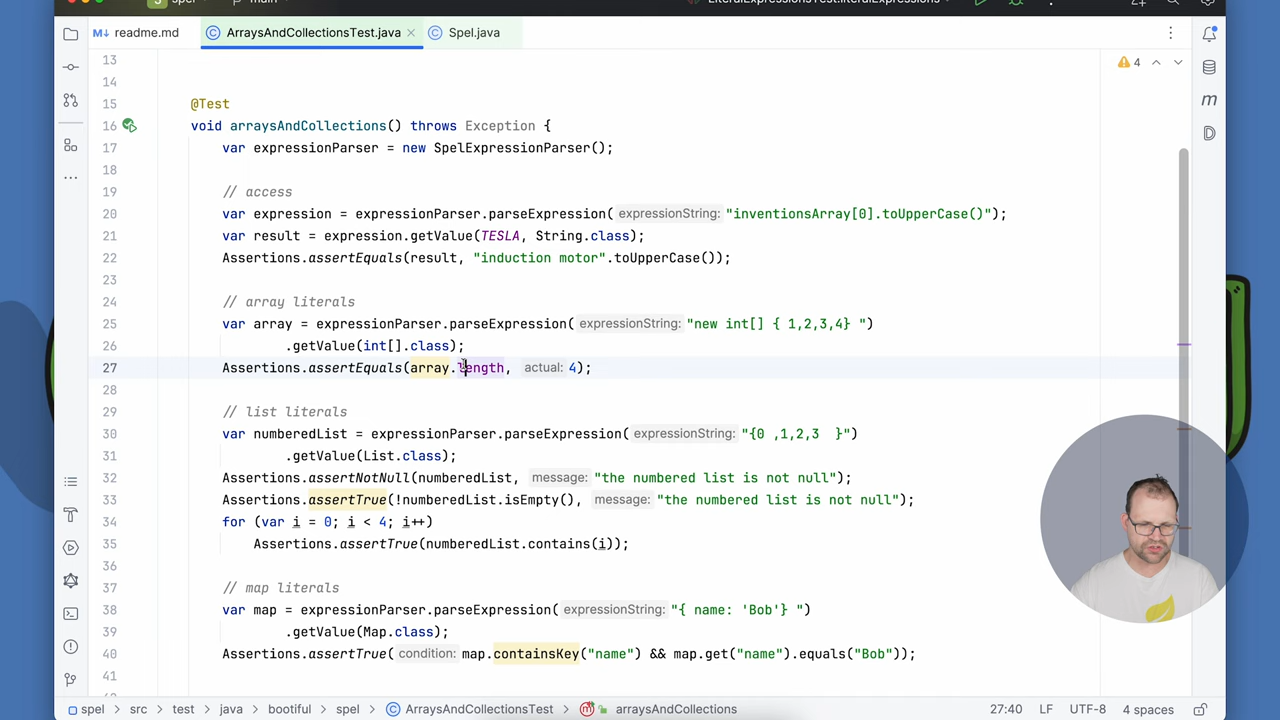 spel
main
LiteralExpressionsTest.literalExpressions
readme.md
ArraysAndCollectionsTest.java
Spel.java
4
13
14
15 @Test
16 void arraysAndCollections() throws Exception {
17 var expressionParser = new SpelExpressionParser();
18
19 // access
20 var expression = expressionParser.parseExpression( expressionString: "inventionsArray[0].toUpperCase()");
21 var result = expression.getValue(TESLA, String.class);
22 Assertions.assertEquals(result, "induction motor".toUpperCase());
23
24 // array literals
25 var array = expressionParser.parseExpression( expressionString: "new int[] { 1,2,3,4} ")
26 .getValue(int[].class);
27 Assertions.assertEquals(array.length, actual: 4);
28
29 // list literals
30 var numberedList = expressionParser.parseExpression( expressionString: "{0 ,1,2,3  }")
31 .getValue(List.class);
32 Assertions.assertNotNull(numberedList, message: "the numbered list is not null");
33 Assertions.assertTrue(!numberedList.isEmpty(), message: "the numbered list is not null");
34 for (var i = 0; i < 4; i++)
35 Assertions.assertTrue(numberedList.contains(i));
36
37 // map literals
38 var map = expressionParser.parseExpression( expressionString: "{ name: 'Bob'} ")
39 .getValue(Map.class);
40 Assertions.assertTrue( condition: map.containsKey("name") && map.get("name").equals("Bob"));
41
spel > src > test > java > bootiful > spel > ArraysAndCollectionsTest > arraysAndCollections
27:40 LF UTF-8 4 spaces